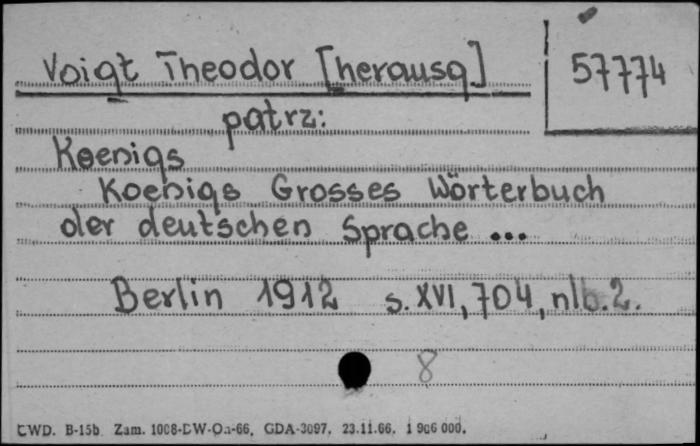 Voigt Theodor [herausg]
57774
patrz:
Koenigs
Koenigs Grosses Wörterbuch
der deutschen Sprache ...
Berlin 1912 s. XVI, 704, nlb. 2.
8
CWD. B-15b. Zam. 1008-DW-Oa-66. GDA-3097. 23.11.66. 1 906 000.